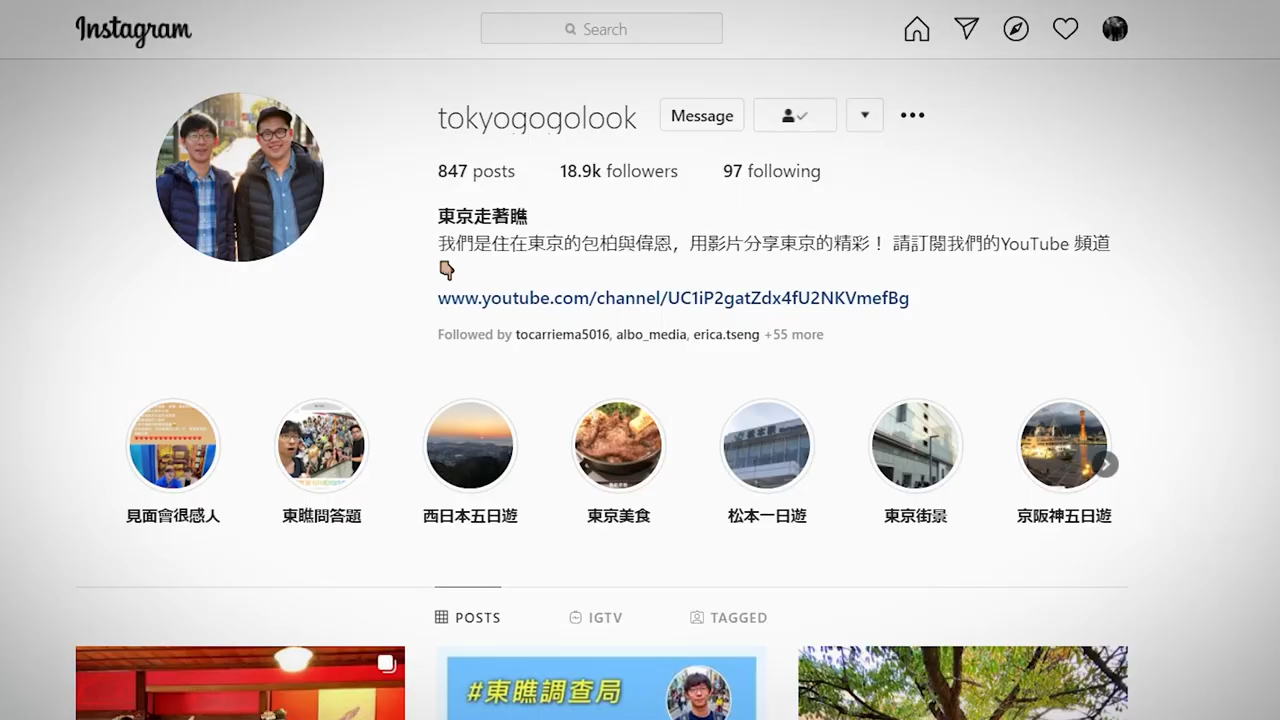 Instagram
Search
tokyogogolook
Message
847 posts
18.9k followers
97 following
東京走著瞧
我們是住在東京的包柏與偉恩，用影片分享東京的精彩！ 請訂閱我們的YouTube 頻道
👇🏽
www.youtube.com/channel/UC1iP2gatZdx4fU2NKVmefBg
Followed by tocarriema5016, albo_media, erica.tseng +55 more
見面會很感人
東瞧問答題
西日本五日遊
東京美食
松本一日遊
東京街景
京阪神五日遊
POSTS
IGTV
TAGGED
#東瞧調查局